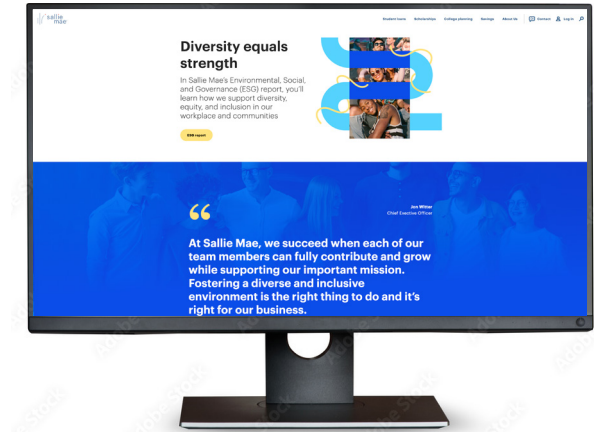 sallie
mae
Student loans Scholarships College planning Savings About Us Contact Log in
Diversity equals
strength
In Sallie Mae's Environmental, Social,
and Governance (ESG) report, you'll
learn how we support diversity,
equity, and inclusion in our
workplace and communities
ESG report
Jon Witter
Chief Executive Officer
At Sallie Mae, we succeed when each of our
team members can fully contribute and grow
while supporting our important mission.
Fostering a diverse and inclusive
environment is the right thing to do and it's
right for our business.
Adobe Stock